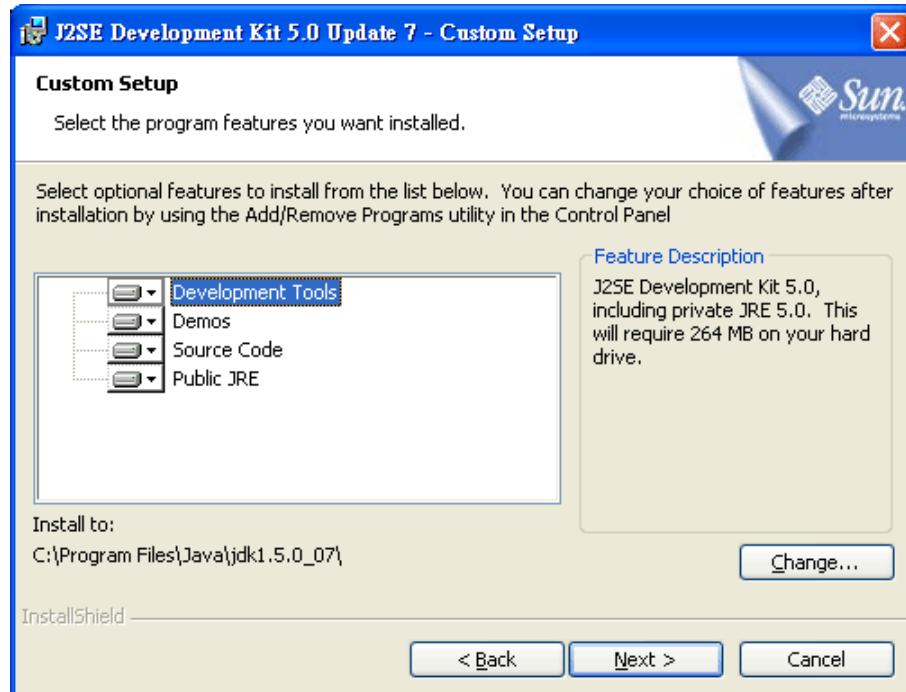 J2SE Development Kit 5.0 Update 7 - Custom Setup
Custom Setup
Select the program features you want installed.
Sun
microsystems
Select optional features to install from the list below. You can change your choice of features after
installation by using the Add/Remove Programs utility in the Control Panel
Development Tools
Demos
Source Code
Public JRE
Feature Description
J2SE Development Kit 5.0,
including private JRE 5.0. This
will require 264 MB on your hard
drive.
Install to:
C:\Program Files\Java\jdk1.5.0_07\
Change...
InstallShield
< Back
Next >
Cancel